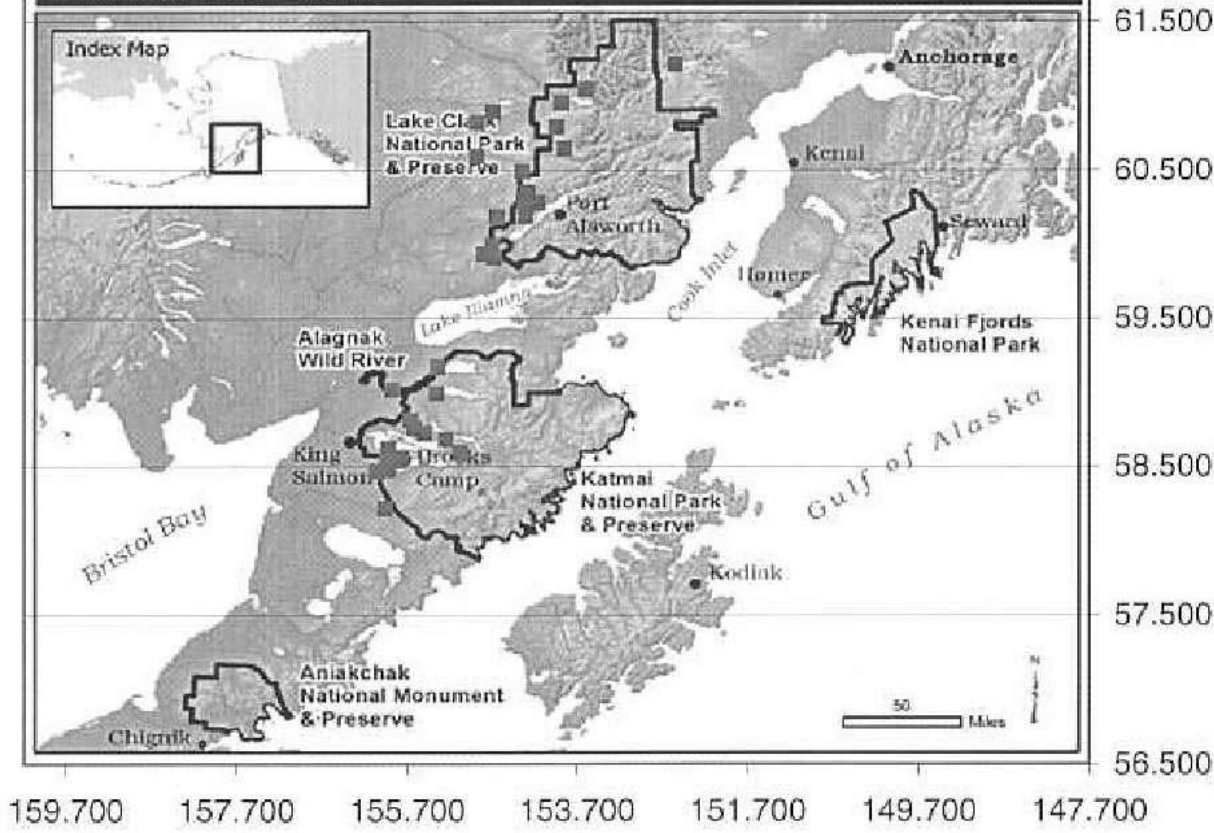 61.500
Index Map
Anchorage
Lake Clark
National Park
& Preserve
60.500
Kenai
Port
Alsworth
Seward
Cook Inlet
Homer
Lake Iliamna
59.500
Kenai Fjords
National Park
Alagnak
Wild River
Gulf of Alaska
King
Salmon
Brooks
Camp
58.500
Katmai
National Park
& Preserve
Bristol Bay
Kodiak
57.500
Aniakchak
National Monument
& Preserve
N
50
Miles
Chignik
56.500
159.700 157.700 155.700 153.700 151.700 149.700 147.700